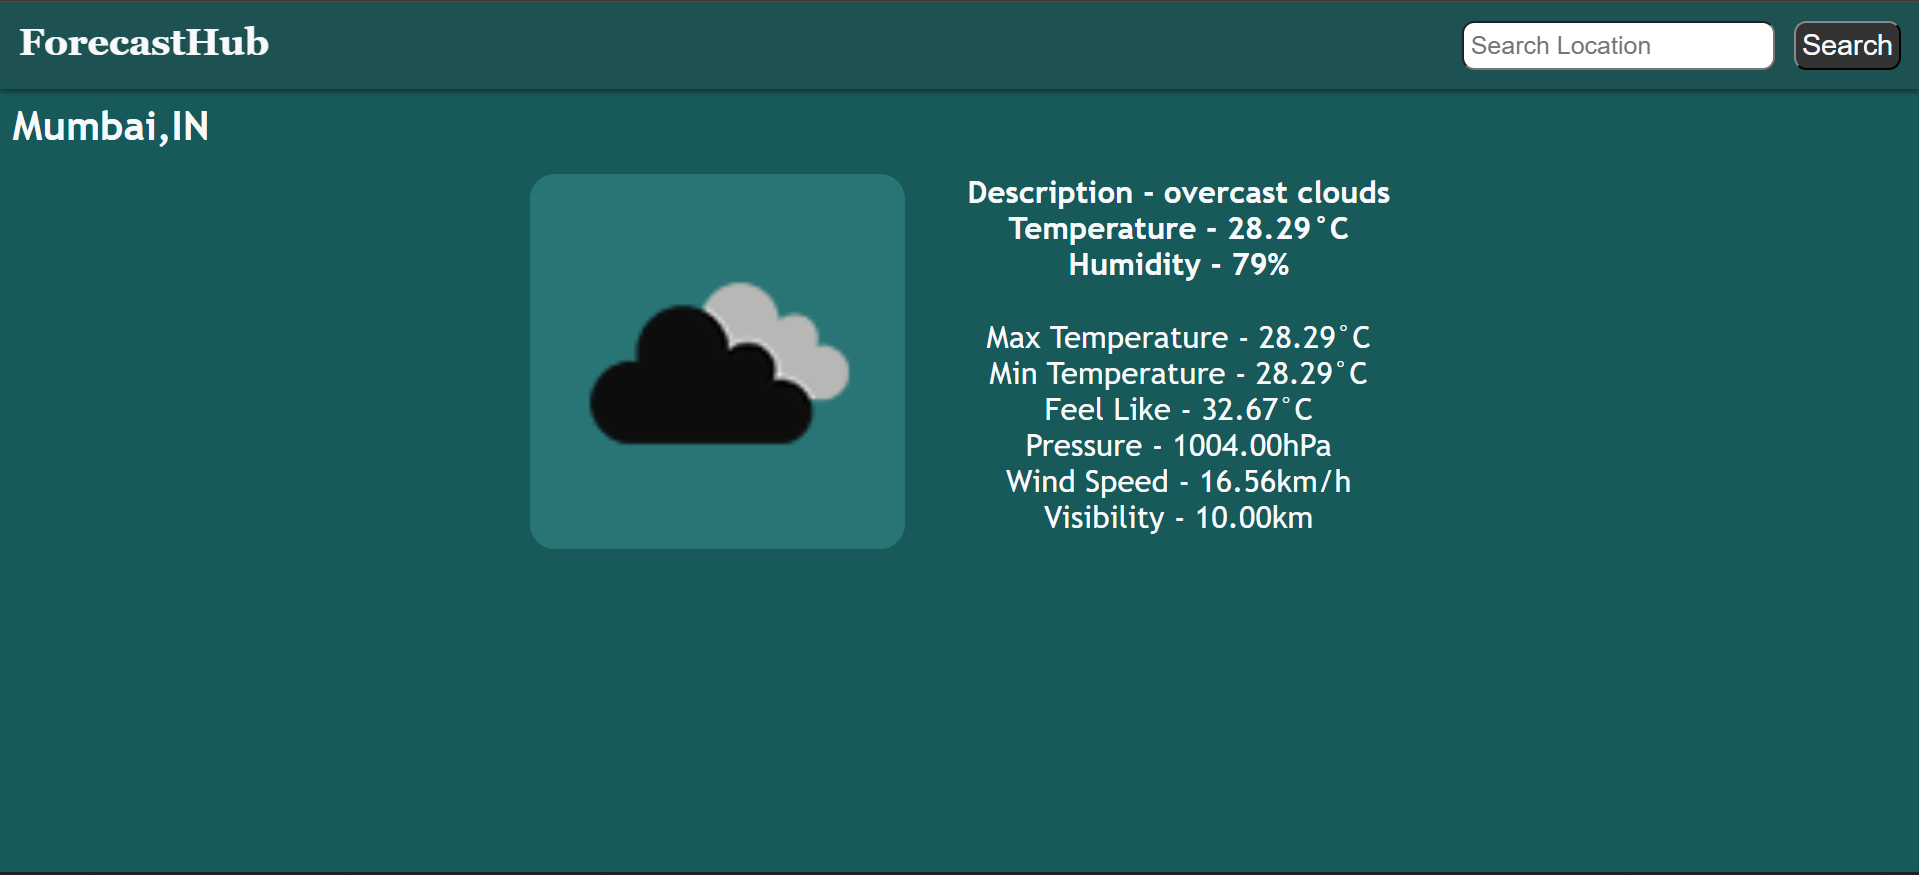 ForecastHub
Search Location
Search
Mumbai,IN
Description - overcast clouds
Temperature - 28.29°C
Humidity - 79%
Max Temperature - 28.29°C
Min Temperature - 28.29°C
Feel Like - 32.67°C
Pressure - 1004.00hPa
Wind Speed - 16.56km/h
Visibility - 10.00km